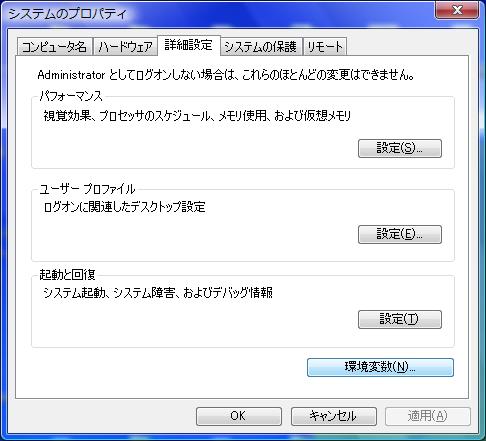 システムのプロパティ
コンピュータ名 ハードウェア 詳細設定 システムの保護 リモート
Administrator としてログオンしない場合は、これらのほとんどの変更はできません。
パフォーマンス
視覚効果、プロセッサのスケジュール、メモリ使用、および仮想メモリ
設定(S)...
ユーザー プロファイル
ログオンに関連したデスクトップ設定
設定(E)...
起動と回復
システム起動、システム障害、およびデバッグ情報
設定(T)
環境変数(N)...
OK キャンセル 適用(A)